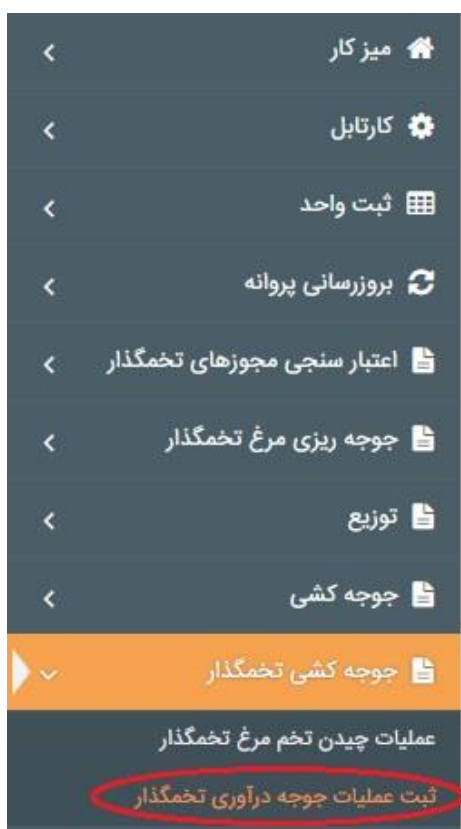 میز کار
کارتابل
ثبت واحد
بروزرسانی پروانه
اعتبار سنجی مجوزهای تخمگذار
جوجه ریزی مرغ تخمگذار
توزیع
جوجه کشی
جوجه کشی تخمگذار
عملیات چیدن تخم مرغ تخمگذار
ثبت عملیات جوجه درآوری تخمگذار